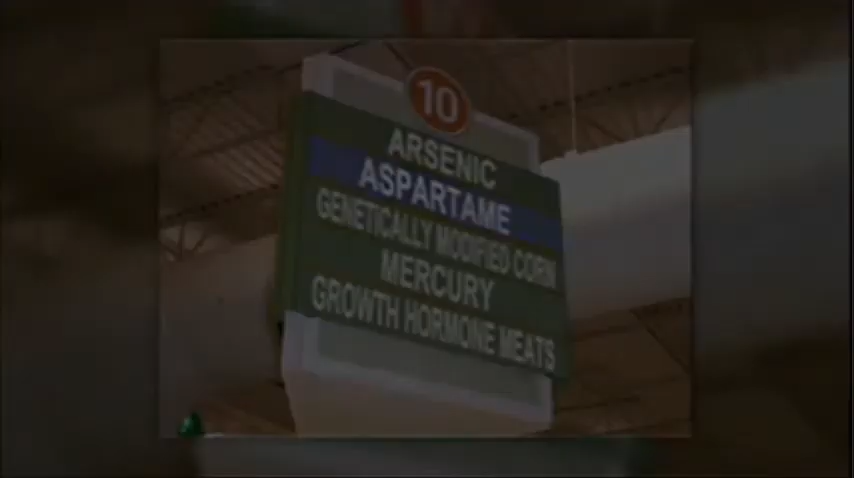 10
ARSENIC
ASPARTAME
GENETICALLY MODIFIED CORN
MERCURY
GROWTH HORMONE MEATS